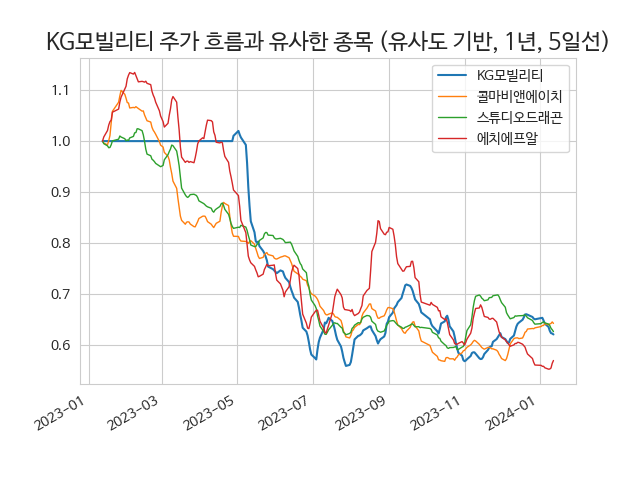 KG모빌리티 주가 흐름과 유사한 종목 (유사도 기반, 1년, 5일선)
KG모빌리티
콜마비앤에이치
스튜디오드래곤
에치에프알
1.1
1.0
0.9
0.8
0.7
0.6
2023-01
2023-03
2023-05
2023-07
2023-09
2023-11
2024-01